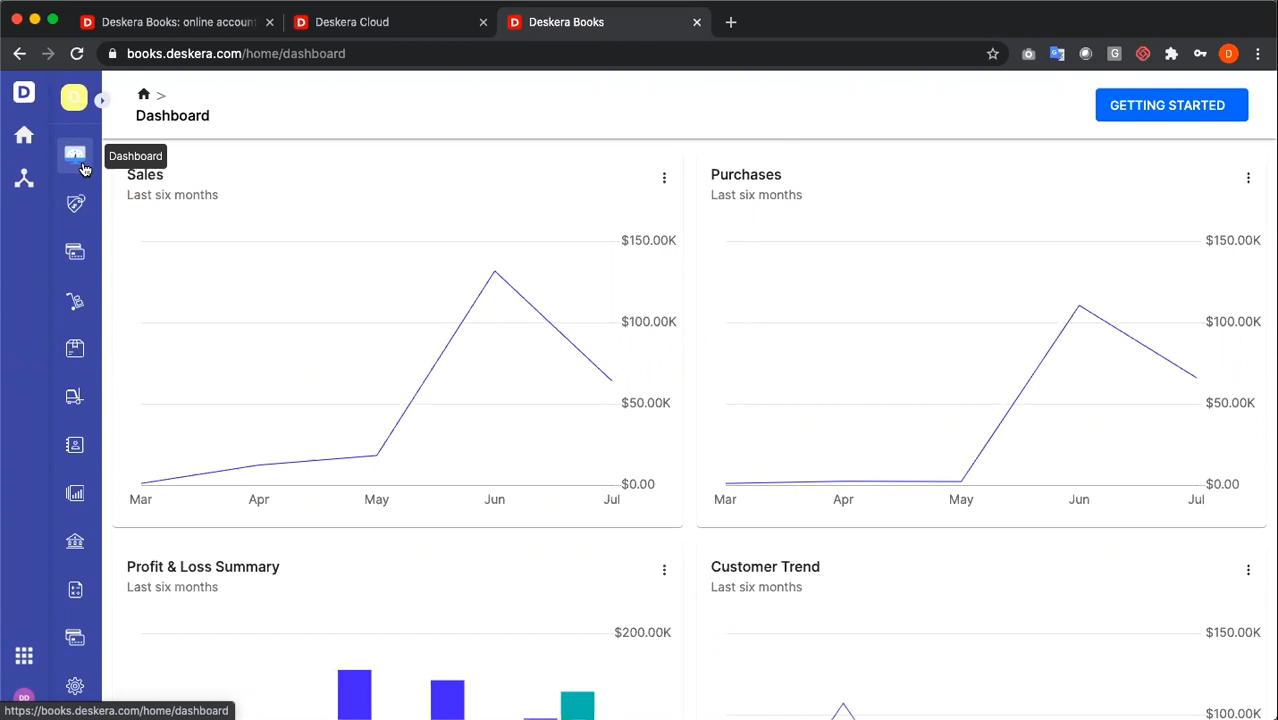 Deskera Books: online account
Deskera Cloud
Deskera Books
books.deskera.com/home/dashboard
G
D
D
D
>
Dashboard
GETTING STARTED
Dashboard
Sales
Last six months
$150.00K
$100.00K
$50.00K
$0.00
Mar Apr May Jun Jul
Purchases
Last six months
$150.00K
$100.00K
$50.00K
$0.00
Mar Apr May Jun Jul
Profit & Loss Summary
Last six months
$200.00K
Customer Trend
Last six months
$150.00K
$100.00K
DD
https://books.deskera.com/home/dashboard